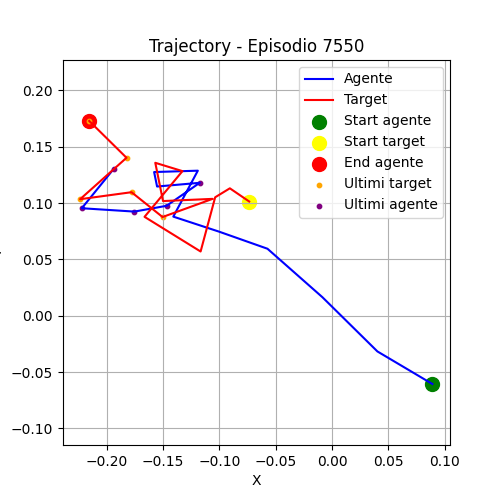 Trajectory - Episodio 7550
Agente
Target
Start agente
Start target
End agente
Ultimi target
Ultimi agente
0.20
0.15
0.10
0.05
0.00
−0.05
−0.10
−0.20
−0.15
−0.10
−0.05
0.00
0.05
0.10
X